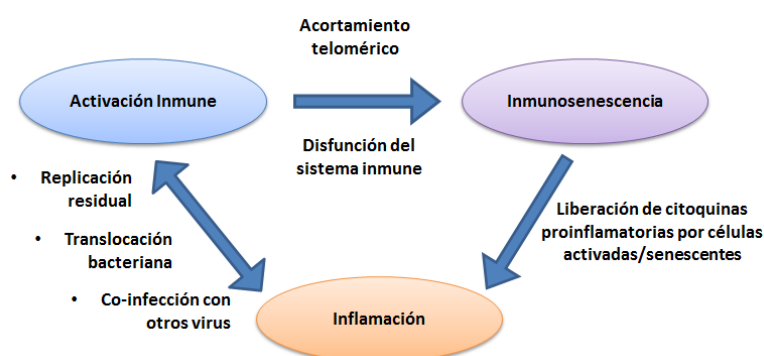 Acortamiento
telomérico
Activación Inmune
Inmunosenescencia
Disfunción del
sistema inmune
• Replicación
residual
• Translocación
bacteriana
• Co-infección con
otros virus
Liberación de citoquinas
proinflamatorias por células
activadas/senescentes
Inflamación